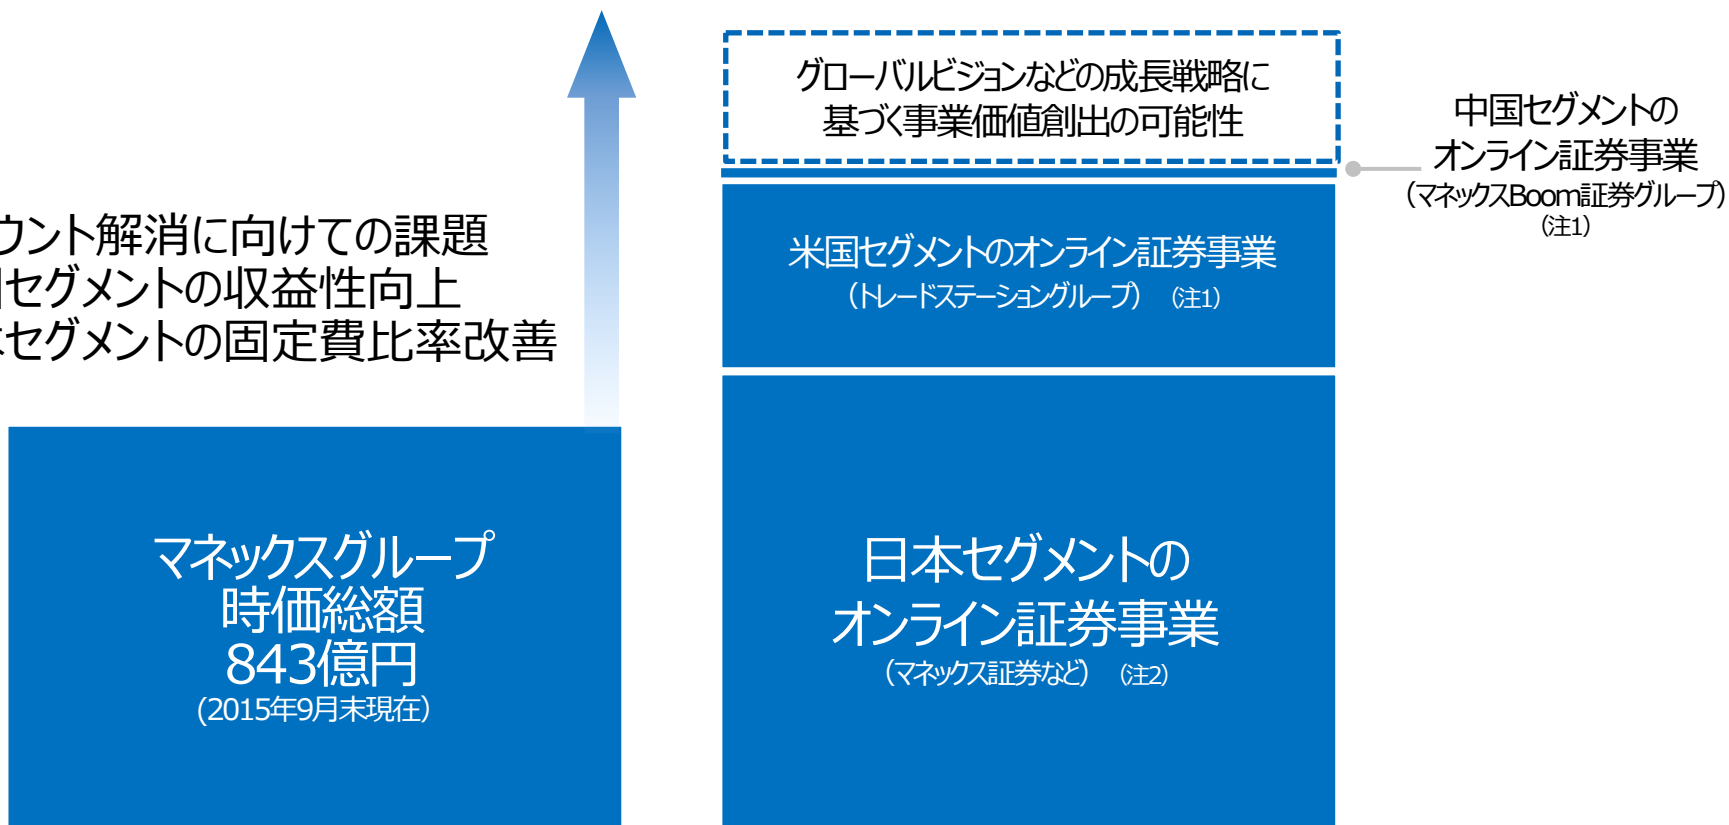 ウント解消に向けての課題
セグメントの収益性向上
セグメントの固定費比率改善
マネックスグループ
時価総額
843億円
(2015年9月末現在)
グローバルビジョンなどの成長戦略に
基づく事業価値創出の可能性
中国セグメントの
オンライン証券事業
(マネックスBoom証券グループ)
(注1)
米国セグメントのオンライン証券事業
(トレードステーショングループ) (注1)
日本セグメントの
オンライン証券事業
(マネックス証券など) (注2)